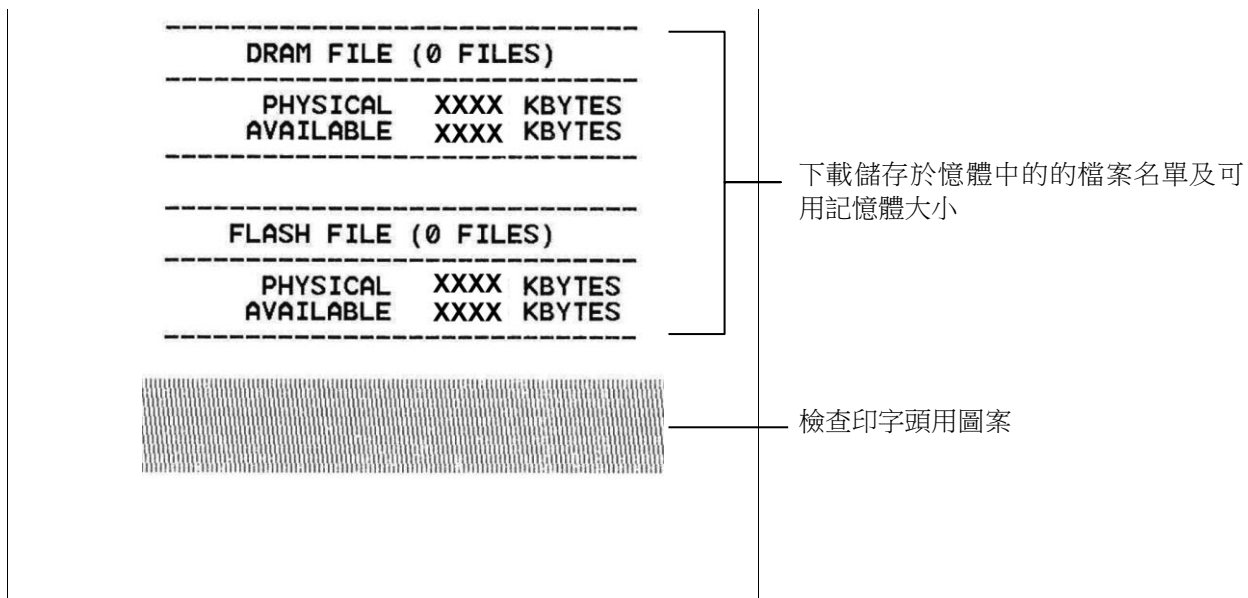 DRAM FILE (0 FILES)
PHYSICAL XXXX KBYTES
AVAILABLE XXXX KBYTES
FLASH FILE (0 FILES)
PHYSICAL XXXX KBYTES
AVAILABLE XXXX KBYTES
下載儲存於憶體中的的檔案名單及可
用記憶體大小
檢查印字頭用圖案